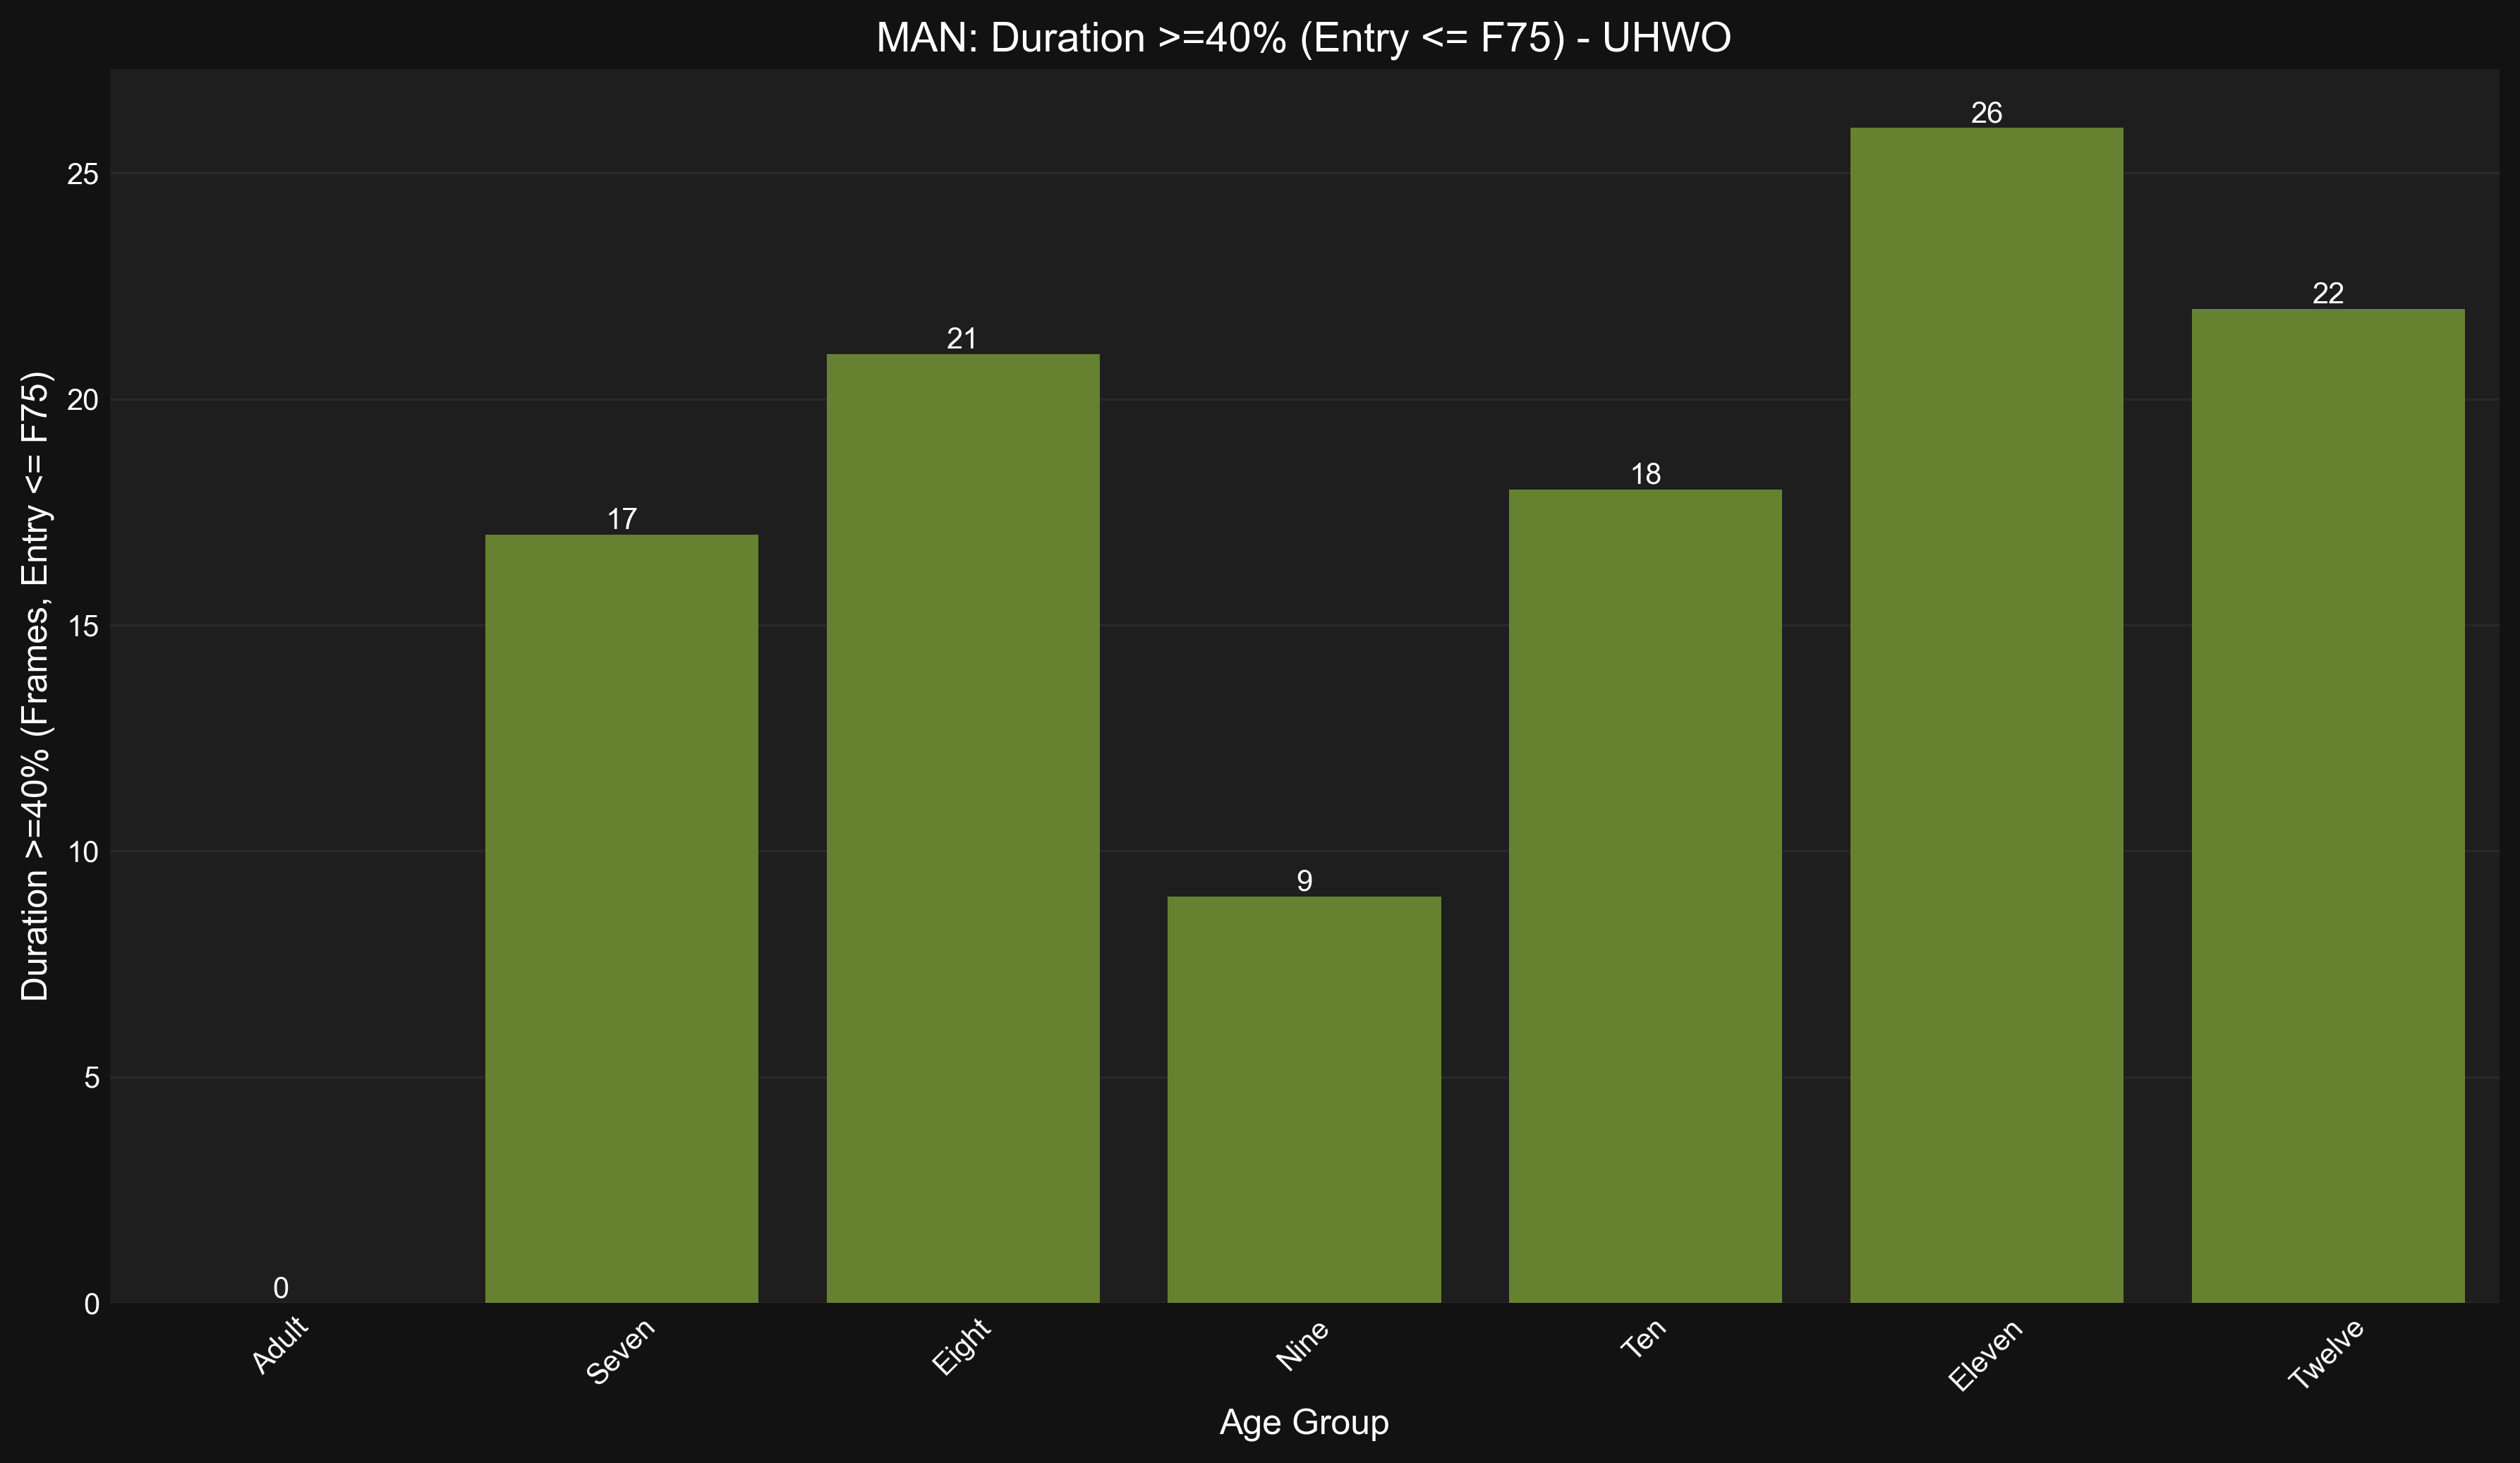 MAN: Duration >=40% (Entry <= F75) - UHWO
Duration >=40% (Frames, Entry <= F75)
25
20
15
10
5
0
0
17
21
9
18
26
22
Adult
Seven
Eight
Nine
Ten
Eleven
Twelve
Age Group